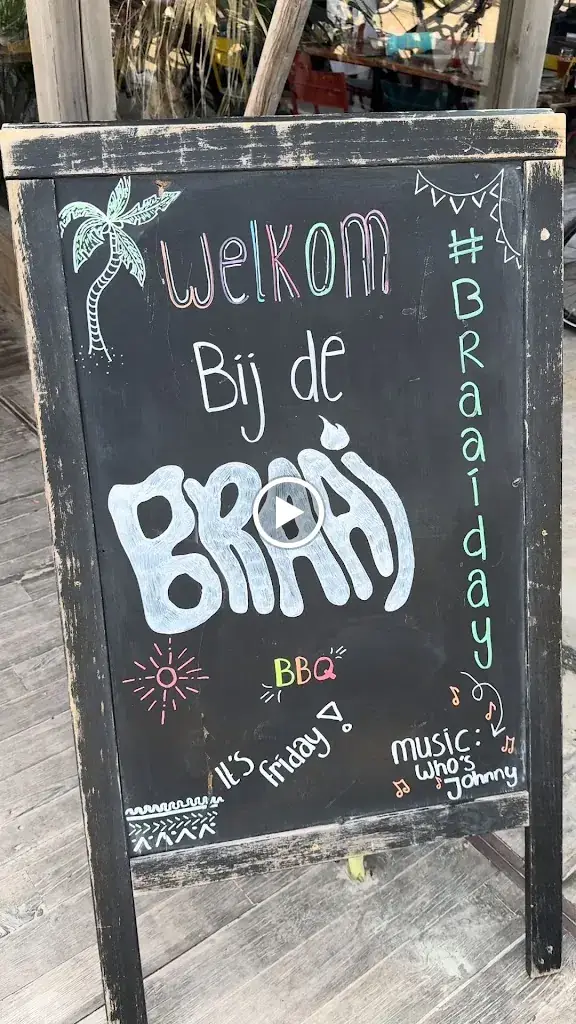 Welkom
Bij de
BRAAI
BBQ
It's friday!
music:
who's
Johnny
#BRaaiday